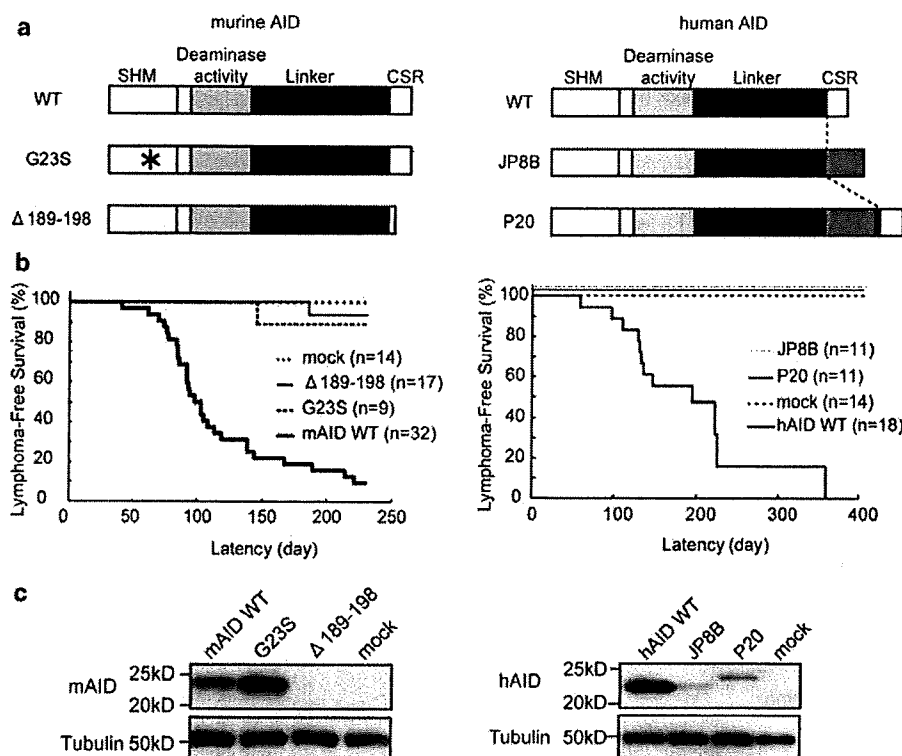 a
murine AID
SHM
Deaminase activity
Linker
CSR
WT
G23S
*
Δ 189-198
human AID
SHM
Deaminase activity
Linker
CSR
WT
JP8B
P20
b
Lymphoma-Free Survival (%)
100
80
60
40
20
0
mock (n=14)
Δ 189-198 (n=17)
G23S (n=9)
mAID WT (n=32)
0 50 100 150 200 250
Latency (day)
Lymphoma-Free Survival (%)
100
80
60
40
20
0
JP8B (n=11)
P20 (n=11)
mock (n=14)
hAID WT (n=18)
0 100 200 300 400
Latency (day)
c
mAID WT G23S Δ 189-198 mock
mAID
25kD
20kD
Tubulin 50kD
hAID WT JP8B P20 mock
hAID
25kD
20kD
Tubulin 50kD